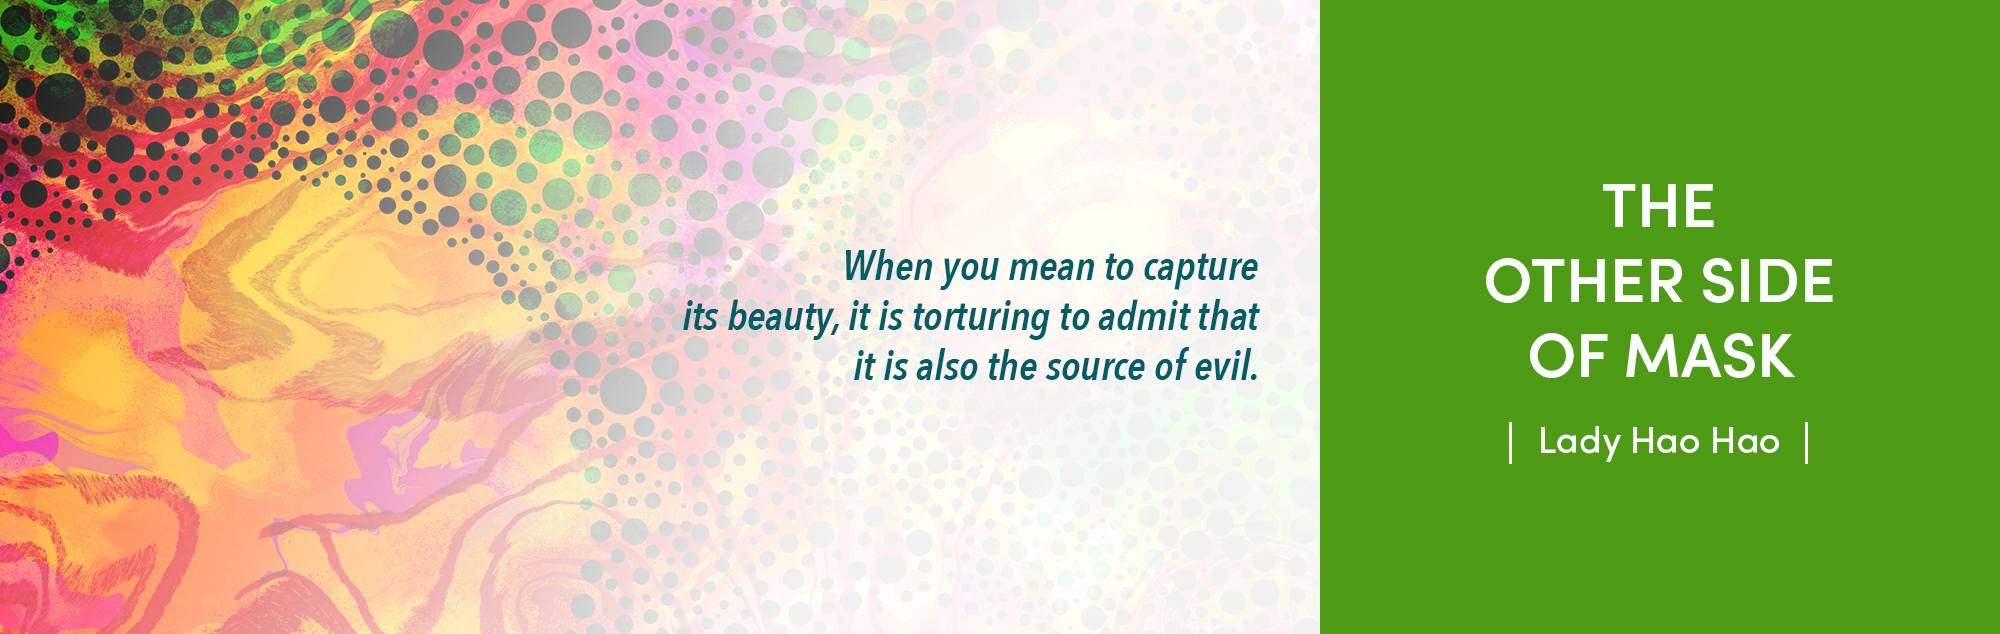 When you mean to capture
its beauty, it is torturing to admit that
it is also the source of evil.
THE
OTHER SIDE
OF MASK
| Lady Hao Hao |